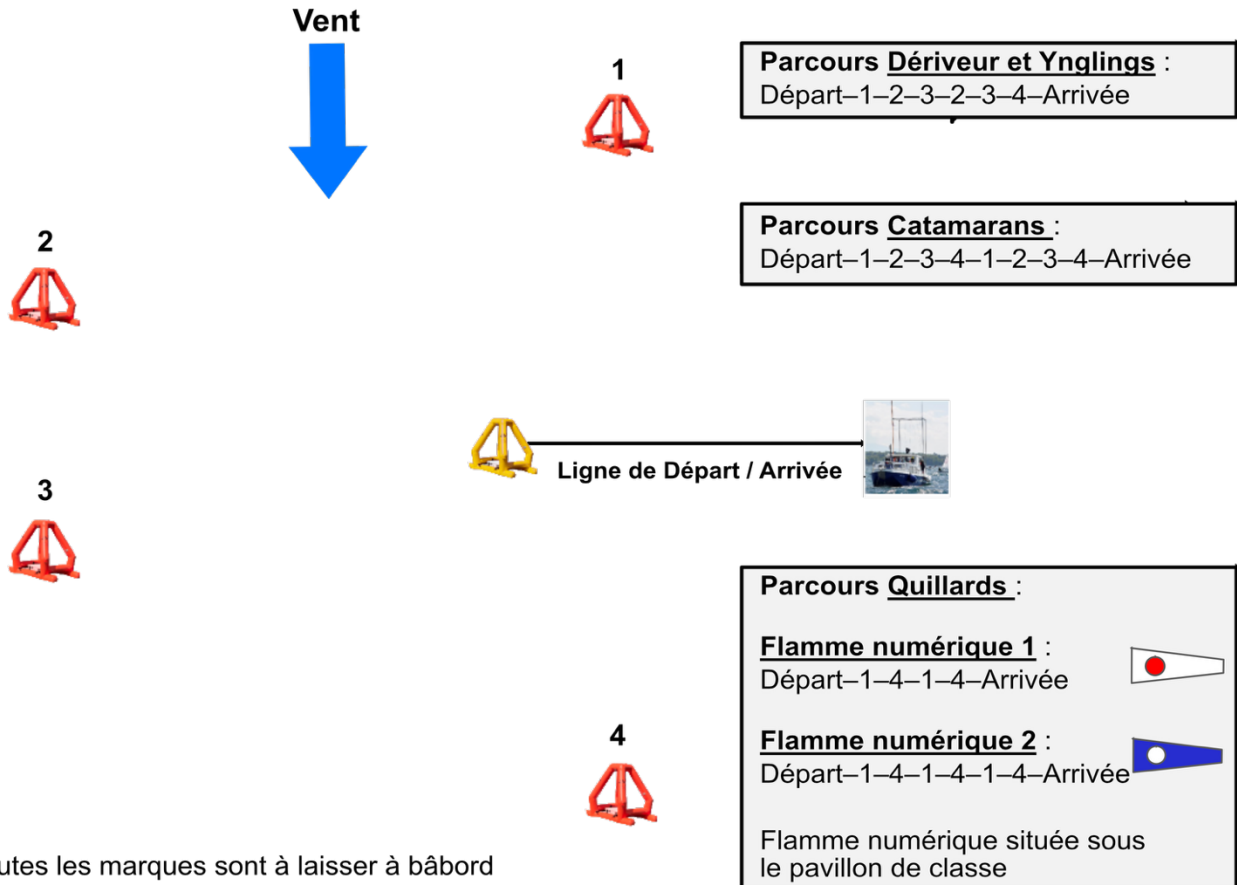 Vent
1
Parcours Dériveur et Ynglings :
Départ–1–2–3–2–3–4–Arrivée
Parcours Catamarans :
Départ–1–2–3–4–1–2–3–4–Arrivée
2
Ligne de Départ / Arrivée
3
Parcours Quillards :
Flamme numérique 1 :
Départ–1–4–1–4–Arrivée
Flamme numérique 2 :
Départ–1–4–1–4–1–4–Arrivée
Flamme numérique située sous
le pavillon de classe
4
utes les marques sont à laisser à bâbord